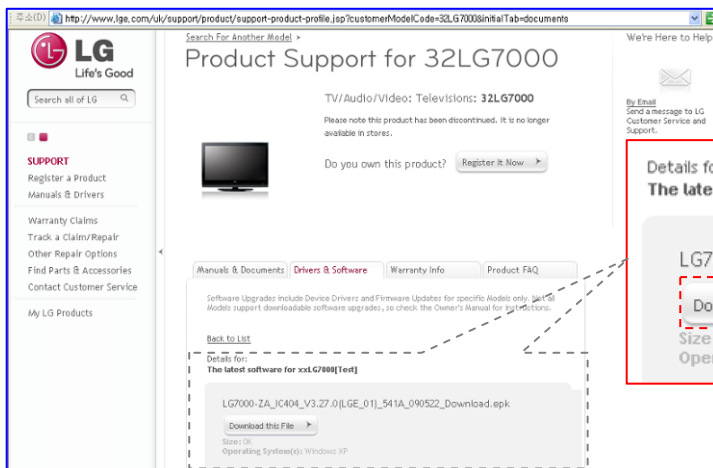 주소(D) http://www.lge.com/uk/support/product/support-product-profile.jsp?customerModelCode=32LG7000&initialTab=documents
LG
Life's Good
Search all of LG
SUPPORT
Register a Product
Manuals & Drivers
Warranty Claims
Track a Claim/Repair
Other Repair Options
Find Parts & Accessories
Contact Customer Service
My LG Products
Search For Another Model >
Product Support for 32LG7000
TV/Audio/Video: Televisions: 32LG7000
Please note this product has been discontinued. It is no longer
available in stores.
Do you own this product? Register It Now >
Manuals & Documents Drivers & Software Warranty Info Product FAQ
Software Upgrades include Device Drivers and Firmware Updates for specific Models only. Not all
Models support downloadable software upgrades, so check the Owner's Manual for instructions.
Back to List
Details for:
The latest software for xxLG7000[Test]
LG7000-ZA_IC404_V3.27.0(LGE_01)_541A_090522_Download.epk
Download this File >
Size: 0K
Operating System(s): Windows XP
We're Here to Help
By Email
Send a message to LG
Customer Service and
Support.
Details fo
The late
LG7
Do
Size
Oper